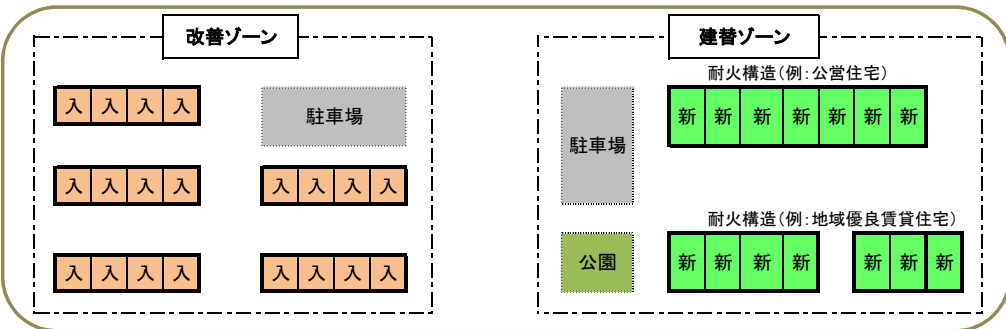 改善ゾーン
入 入 入 入
駐車場
入 入 入 入
入 入 入 入
入 入 入 入
入 入 入 入
建替ゾーン
耐火構造(例:公営住宅)
新 新 新 新 新 新 新
駐車場
耐火構造(例:地域優良賃貸住宅)
公園
新 新 新 新
新 新 新